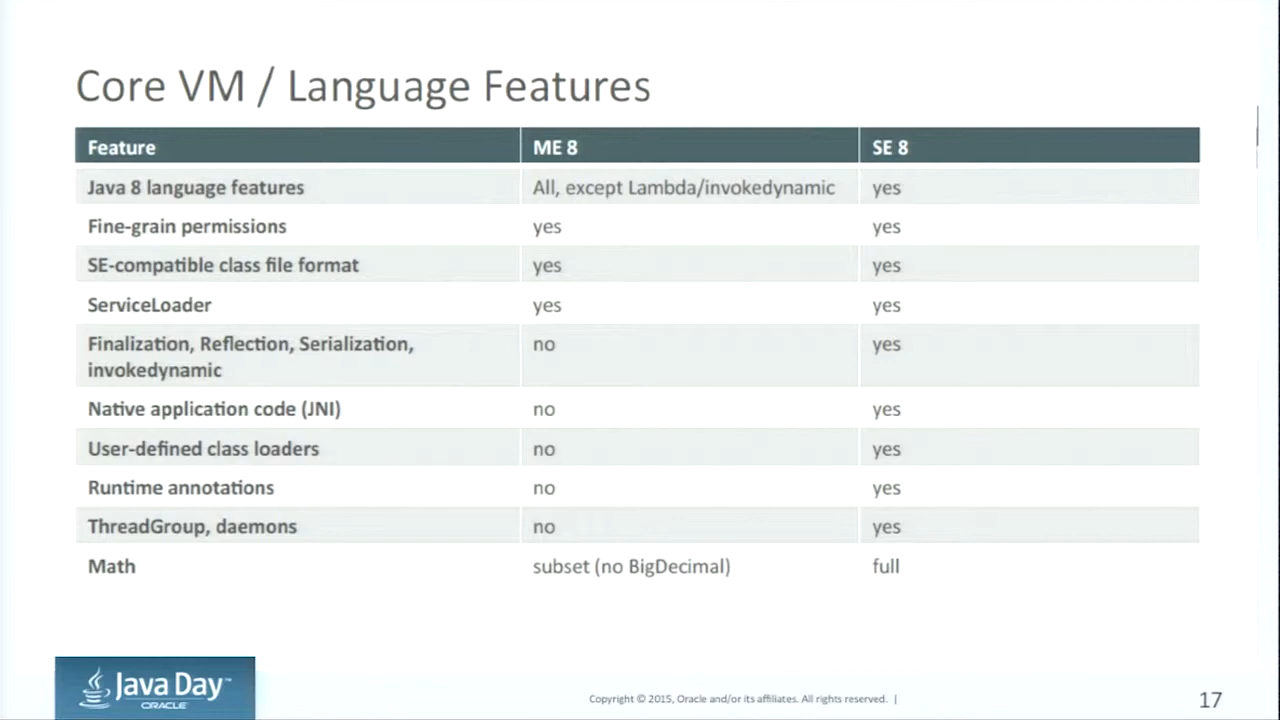 Core VM / Language Features
Feature ME 8 SE 8
Java 8 language features All, except Lambda/invokedynamic yes
Fine-grain permissions yes yes
SE-compatible class file format yes yes
ServiceLoader yes yes
Finalization, Reflection, Serialization, no yes
invokedynamic
Native application code (JNI) no yes
User-defined class loaders no yes
Runtime annotations no yes
ThreadGroup, daemons no yes
Math subset (no BigDecimal) full
Java Day™
ORACLE
Copyright © 2015, Oracle and/or its affiliates. All rights reserved. |
17